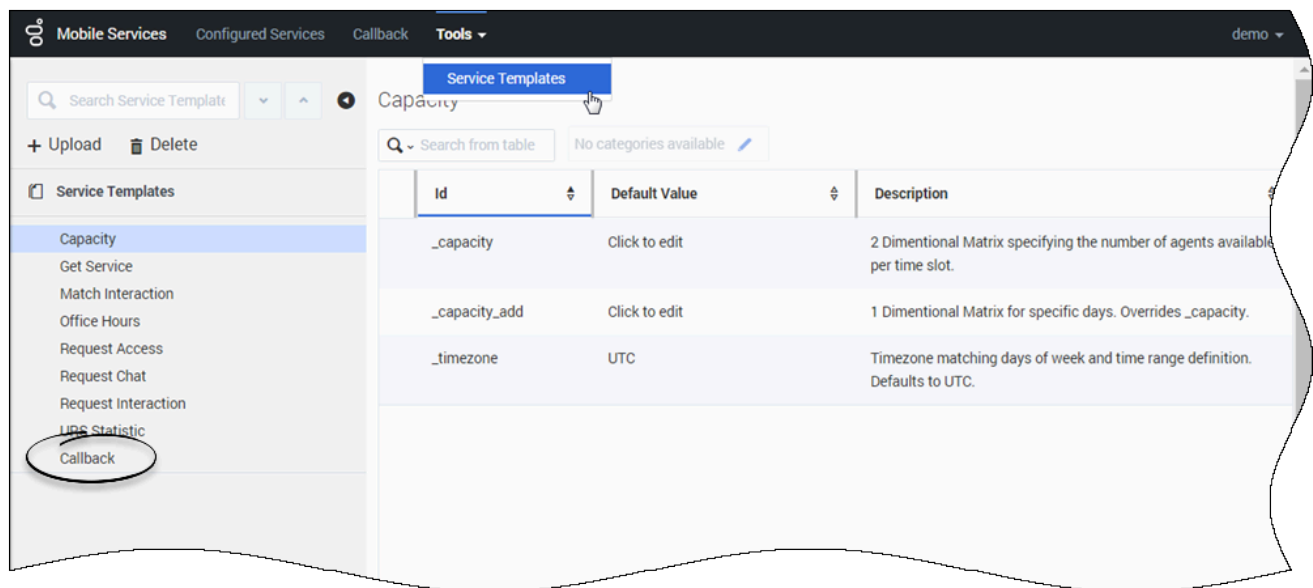 Mobile Services Configured Services Callback Tools demo
Service Templates
Search Service Template
Capacity
+ Upload Delete
Search from table No categories available
Service Templates
Id Default Value Description
Capacity
Get Service
Match Interaction
Office Hours
Request Access
Request Chat
Request Interaction
URS Statistic
Callback
_capacity Click to edit 2 Dimentional Matrix specifying the number of agents available
per time slot.
_capacity_add Click to edit 1 Dimentional Matrix for specific days. Overrides _capacity.
_timezone UTC Timezone matching days of week and time range definition.
Defaults to UTC.